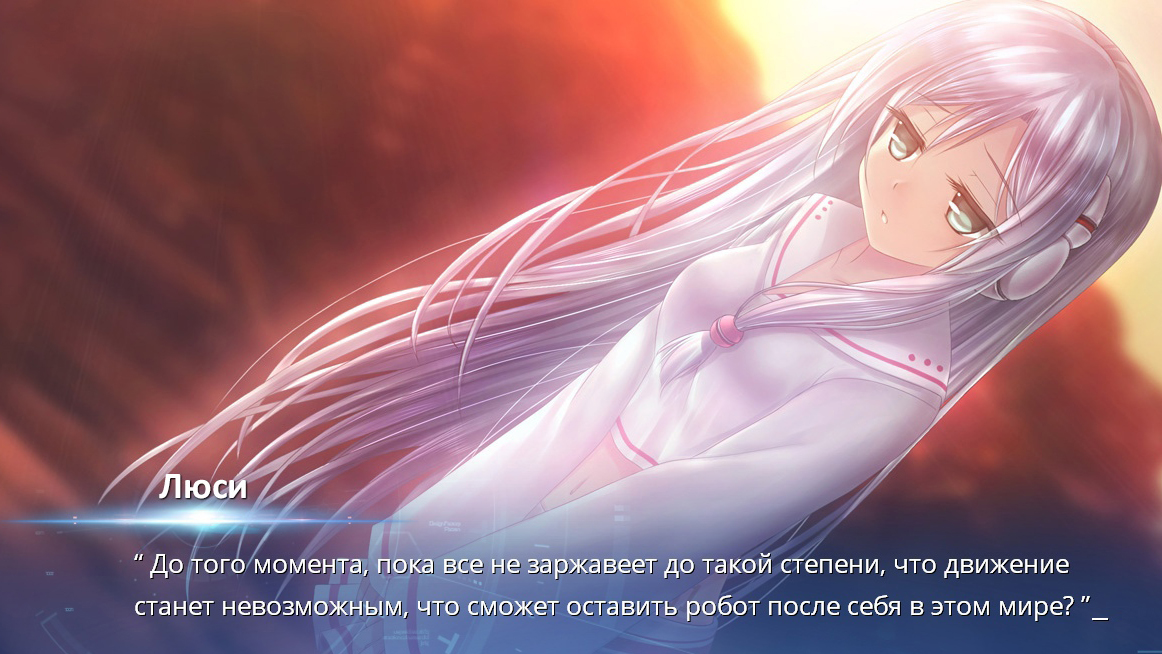 Люси
“ До того момента, пока все не заржавеет до такой степени, что движение
станет невозможным, что сможет оставить робот после себя в этом мире? ”_